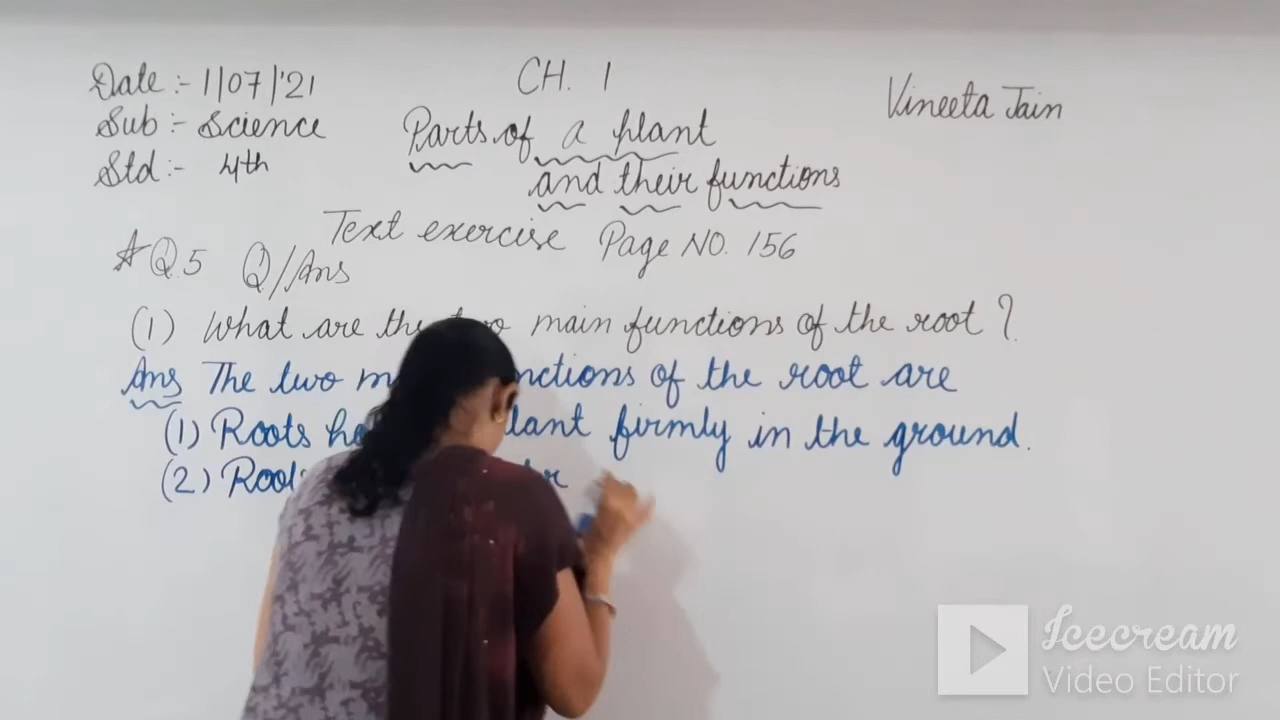 Date :- 1/07/'21
CH. 1
Vineeta Jain
Sub :- Science
Parts of a plant
Std :- 4th
and their functions
Text exercise Page NO. 156
Q.5 Q/Ans
(1) What are the two main functions of the root ?
Ans The two nctions of the root are
(1) Roots lant firmly in the ground.
(2) Root
Icecream
Video Editor